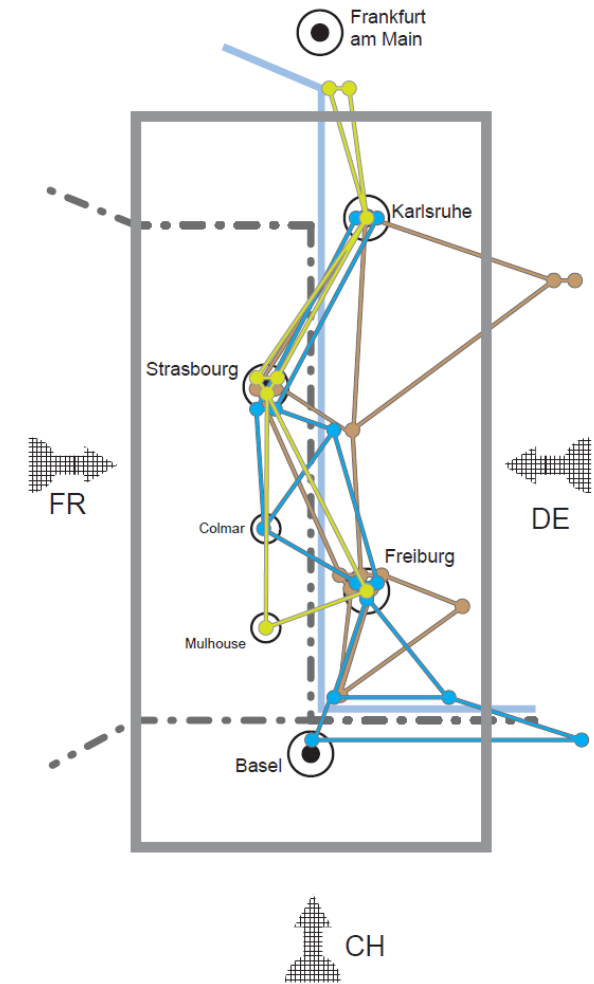 Frankfurt
am Main
Karlsruhe
Strasbourg
FR
DE
Colmar
Freiburg
Mulhouse
Basel
CH